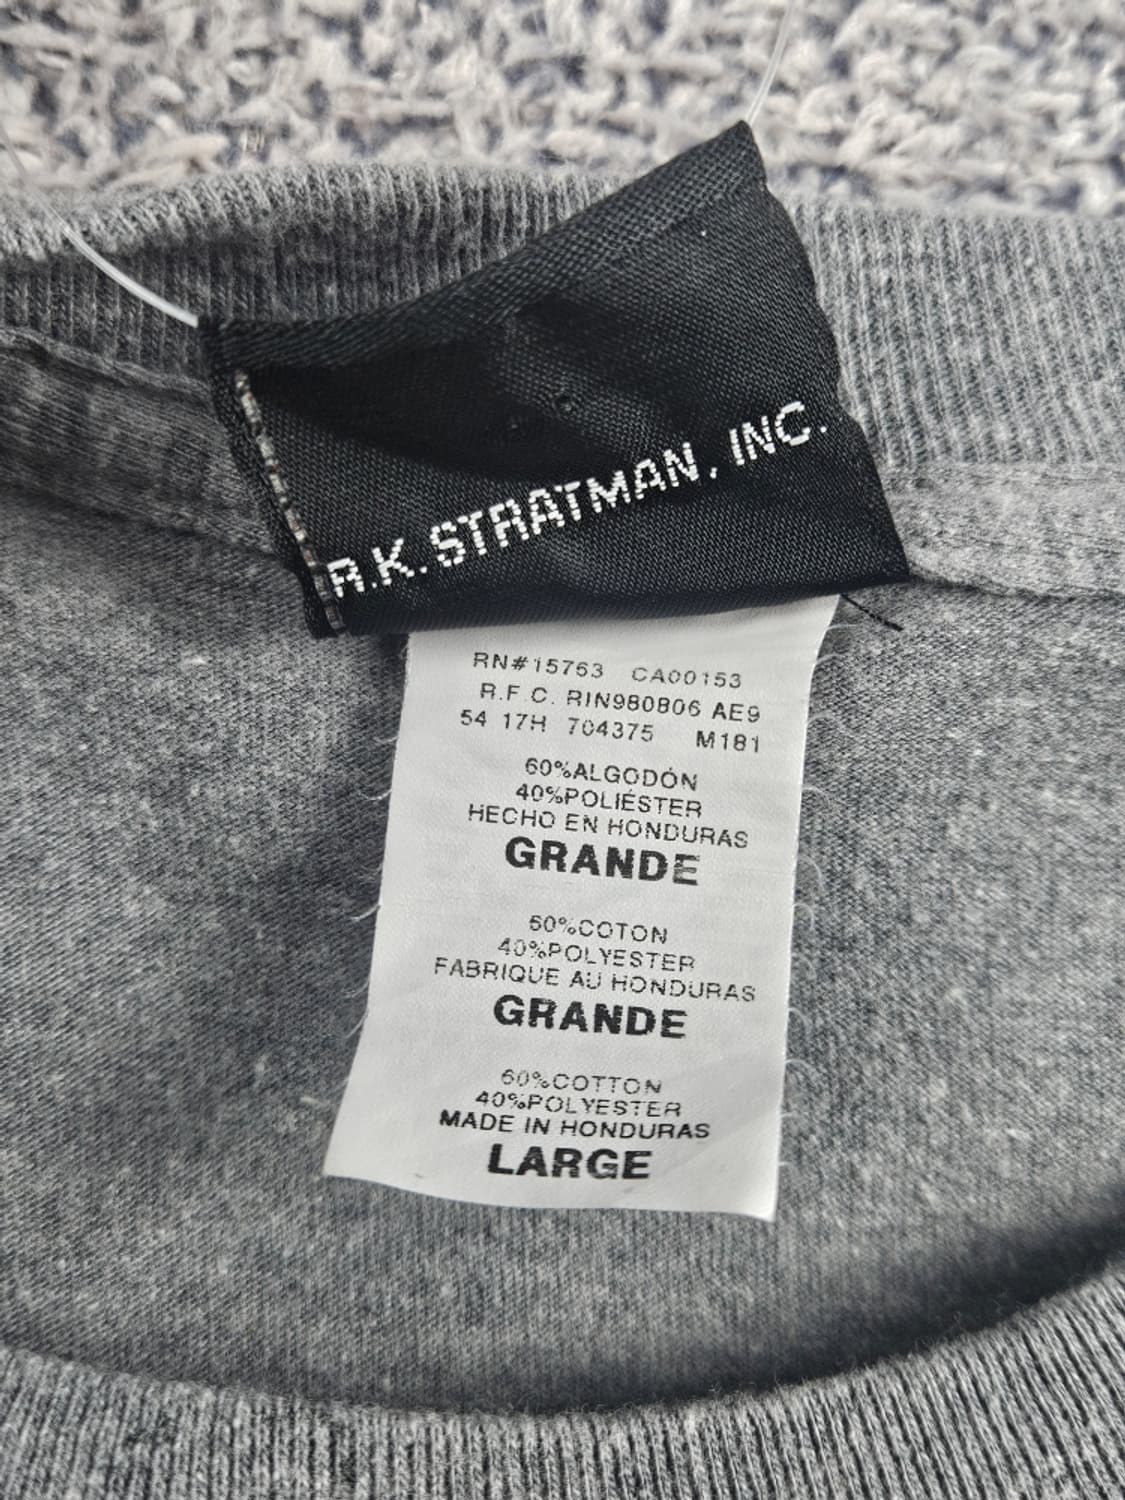 R.K. STRATMAN, INC.
RN#15763 CA00153
R.F.C. RIN980806 AE9
54 17H 704375 M181
60%ALGODÓN
40%POLIÉSTER
HECHO EN HONDURAS
GRANDE
60%COTON
40%POLYESTER
FABRIQUE AU HONDURAS
GRANDE
60%COTTON
40%POLYESTER
MADE IN HONDURAS
LARGE